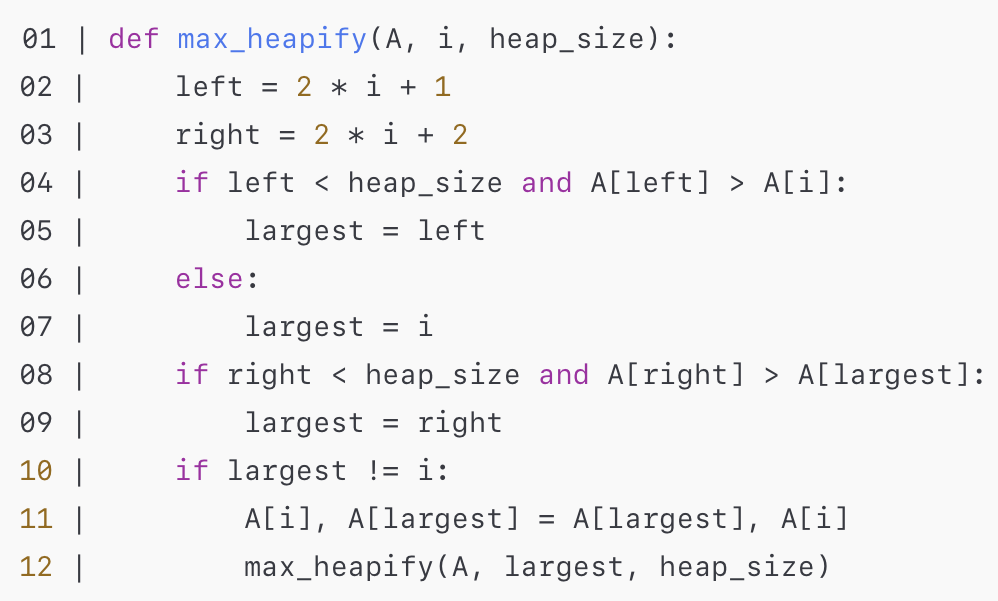 01 | def max_heapify(A, i, heap_size):
02 |     left = 2 * i + 1
03 |     right = 2 * i + 2
04 |     if left < heap_size and A[left] > A[i]:
05 |         largest = left
06 |     else:
07 |         largest = i
08 |     if right < heap_size and A[right] > A[largest]:
09 |         largest = right
10 |     if largest != i:
11 |         A[i], A[largest] = A[largest], A[i]
12 |         max_heapify(A, largest, heap_size)